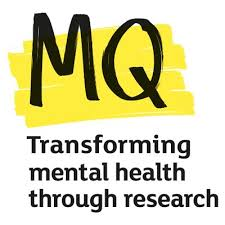 MQ
Transforming
mental health
through research